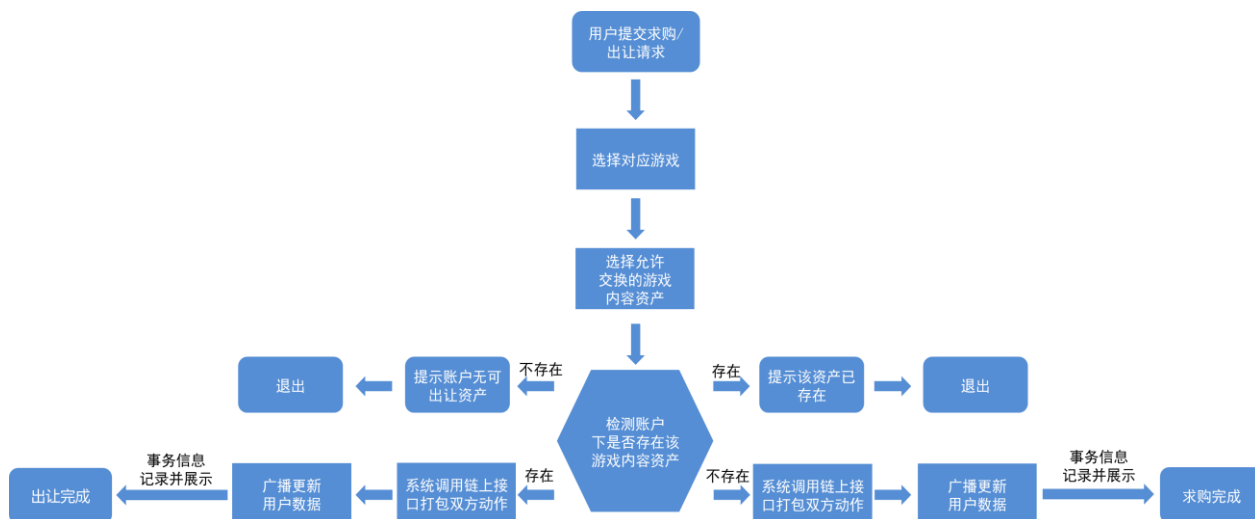 用户提交求购/
出让请求
选择对应游戏
选择允许
交换的游戏
内容资产
退出
提示账户无可
出让资产
不存在
存在
提示该资产已
存在
退出
检测账户
下是否存在该
游戏内容资产
出让完成
事务信息
记录并展示
广播更新
用户数据
系统调用链上接
口打包双方动作
存在
不存在
系统调用链上接
口打包双方动作
广播更新
用户数据
事务信息
记录并展示
求购完成